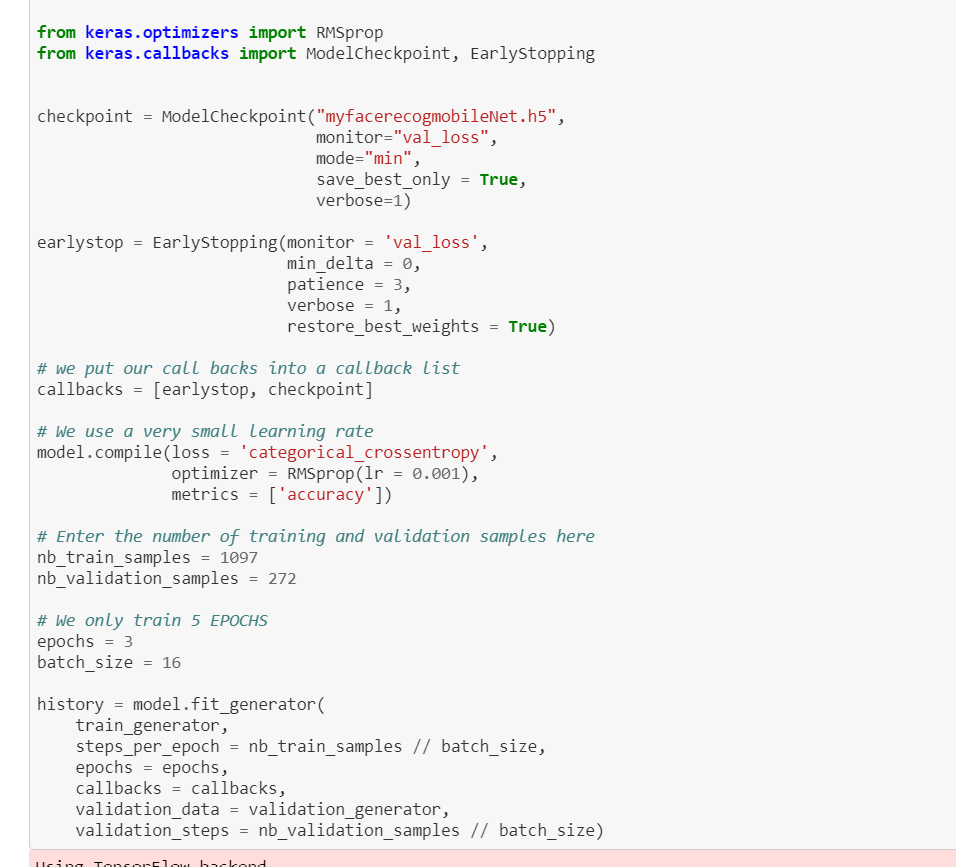 from keras.optimizers import RMSprop
from keras.callbacks import ModelCheckpoint, EarlyStopping
checkpoint = ModelCheckpoint("myfacerecogmobileNet.h5",
monitor="val_loss",
mode="min",
save_best_only = True,
verbose=1)
earlystop = EarlyStopping(monitor = 'val_loss',
min_delta = 0,
patience = 3,
verbose = 1,
restore_best_weights = True)
# we put our call backs into a callback list
callbacks = [earlystop, checkpoint]
# We use a very small learning rate
model.compile(loss = 'categorical_crossentropy',
optimizer = RMSprop(lr = 0.001),
metrics = ['accuracy'])
# Enter the number of training and validation samples here
nb_train_samples = 1097
nb_validation_samples = 272
# We only train 5 EPOCHS
epochs = 3
batch_size = 16
history = model.fit_generator(
train_generator,
steps_per_epoch = nb_train_samples // batch_size,
epochs = epochs,
callbacks = callbacks,
validation_data = validation_generator,
validation_steps = nb_validation_samples // batch_size)
Using TensorFlow backend